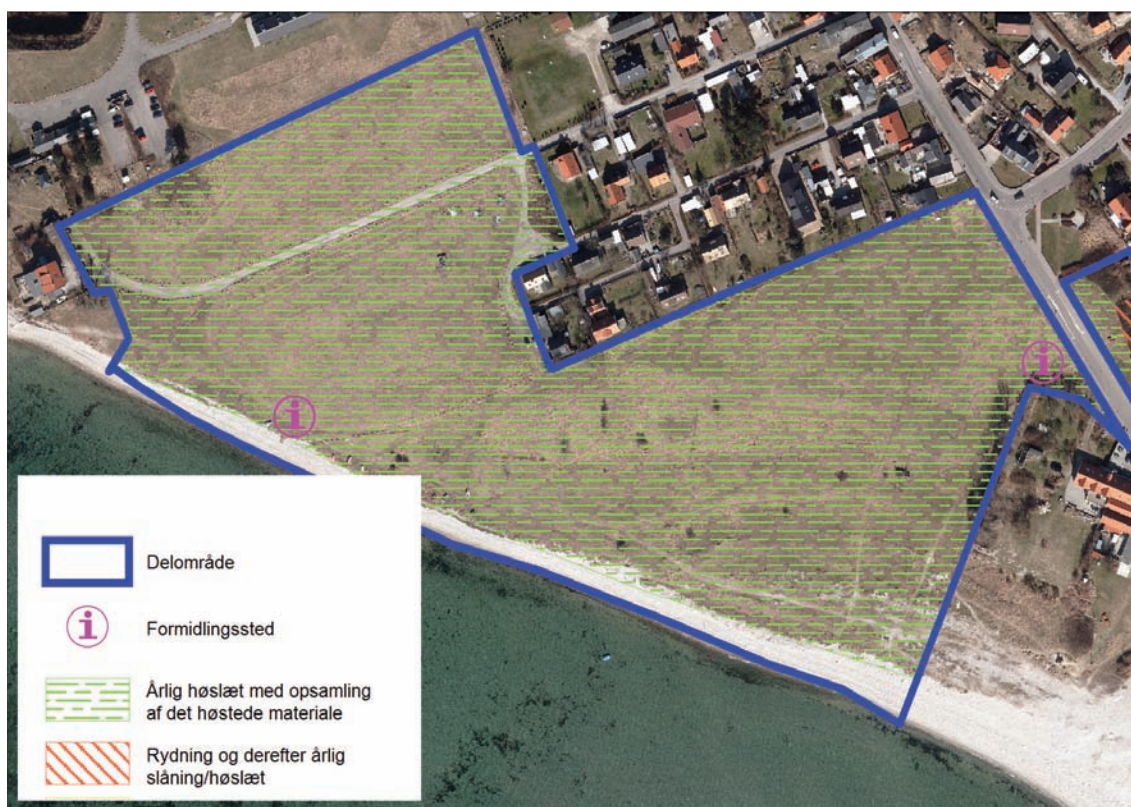 Delområde
Formidlingssted
Årlig høslæt med opsamling
af det høstede materiale
Rydning og derefter årlig
slåning/høslæt